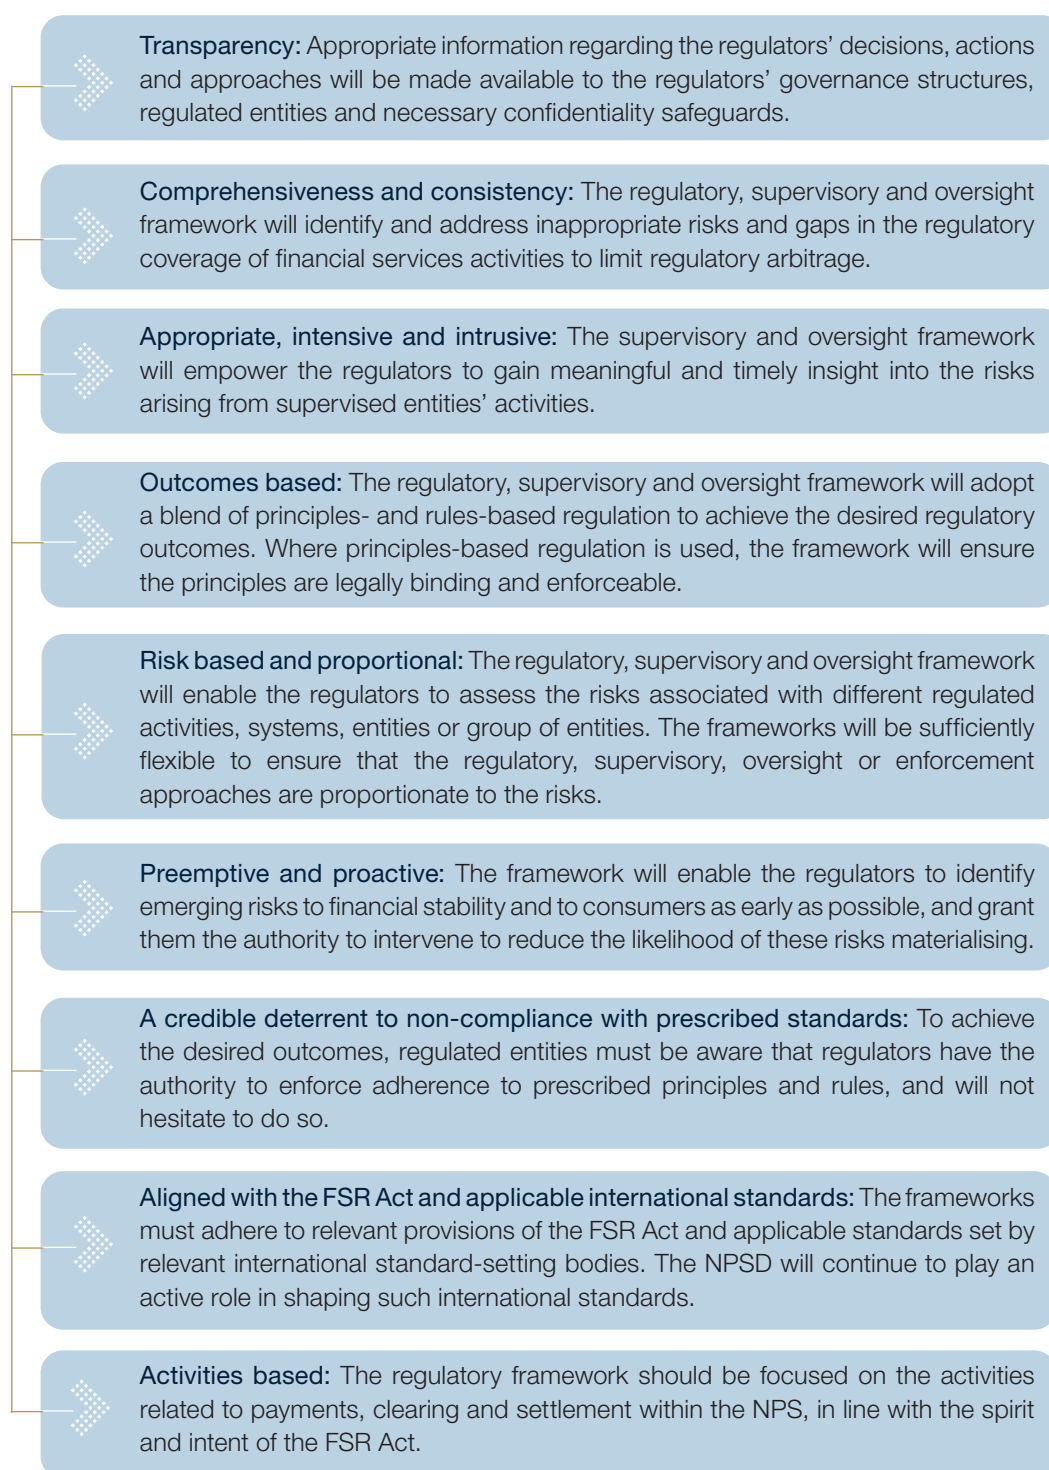 Transparency: Appropriate information regarding the regulators’ decisions, actions
and approaches will be made available to the regulators’ governance structures,
regulated entities and necessary confidentiality safeguards.
Comprehensiveness and consistency: The regulatory, supervisory and oversight
framework will identify and address inappropriate risks and gaps in the regulatory
coverage of financial services activities to limit regulatory arbitrage.
Appropriate, intensive and intrusive: The supervisory and oversight framework
will empower the regulators to gain meaningful and timely insight into the risks
arising from supervised entities’ activities.
Outcomes based: The regulatory, supervisory and oversight framework will adopt
a blend of principles- and rules-based regulation to achieve the desired regulatory
outcomes. Where principles-based regulation is used, the framework will ensure
the principles are legally binding and enforceable.
Risk based and proportional: The regulatory, supervisory and oversight framework
will enable the regulators to assess the risks associated with different regulated
activities, systems, entities or group of entities. The frameworks will be sufficiently
flexible to ensure that the regulatory, supervisory, oversight or enforcement
approaches are proportionate to the risks.
Preemptive and proactive: The framework will enable the regulators to identify
emerging risks to financial stability and to consumers as early as possible, and grant
them the authority to intervene to reduce the likelihood of these risks materialising.
A credible deterrent to non-compliance with prescribed standards: To achieve
the desired outcomes, regulated entities must be aware that regulators have the
authority to enforce adherence to prescribed principles and rules, and will not
hesitate to do so.
Aligned with the FSR Act and applicable international standards: The frameworks
must adhere to relevant provisions of the FSR Act and applicable standards set by
relevant international standard-setting bodies. The NPSD will continue to play an
active role in shaping such international standards.
Activities based: The regulatory framework should be focused on the activities
related to payments, clearing and settlement within the NPS, in line with the spirit
and intent of the FSR Act.